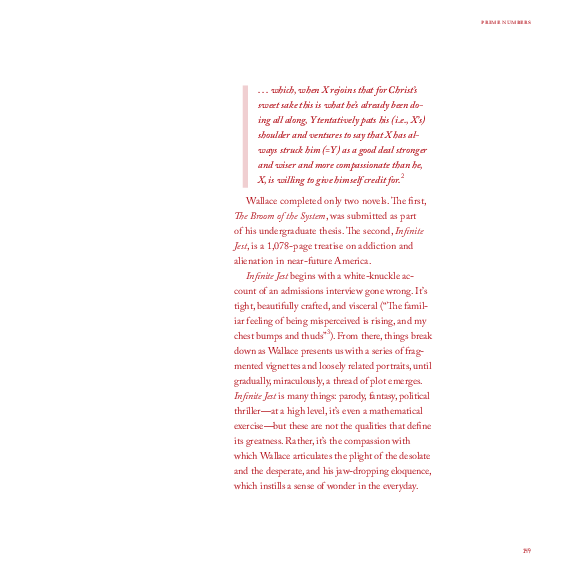 PRIME NUMBERS
. . . which, when X rejoins that for Christ's
sweet sake this is what he's already been do-
ing all along, Y tentatively pats his (i.e., X's)
shoulder and ventures to say that X has al-
ways struck him (=Y) as a good deal stronger
and wiser and more compassionate than he,
X, is willing to give himself credit for.2
Wallace completed only two novels. The first,
The Broom of the System, was submitted as part
of his undergraduate thesis. The second, Infinite
Jest, is a 1,078-page treatise on addiction and
alienation in near-future America.
Infinite Jest begins with a white-knuckle ac-
count of an admissions interview gone wrong. It's
tight, beautifully crafted, and visceral ("The famil-
iar feeling of being misperceived is rising, and my
chest bumps and thuds"3). From there, things break
down as Wallace presents us with a series of frag-
mented vignettes and loosely related portraits, until
gradually, miraculously, a thread of plot emerges.
Infinite Jest is many things: parody, fantasy, political
thriller—at a high level, it's even a mathematical
exercise—but these are not the qualities that define
its greatness. Rather, it's the compassion with
which Wallace articulates the plight of the desolate
and the desperate, and his jaw-dropping eloquence,
which instills a sense of wonder in the everyday.